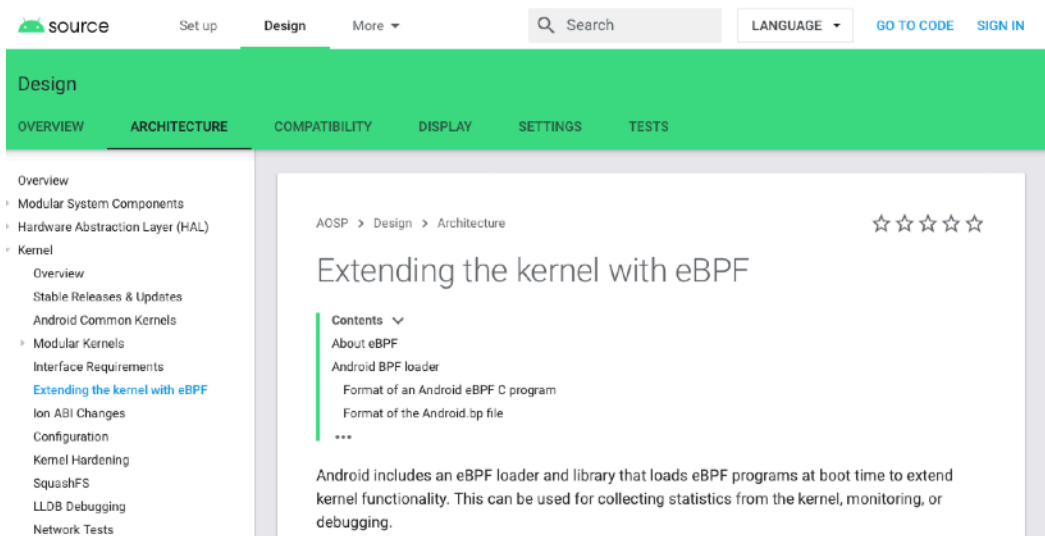 source
Set up
Design
More
Search
LANGUAGE
GO TO CODE
SIGN IN
Design
OVERVIEW
ARCHITECTURE
COMPATIBILITY
DISPLAY
SETTINGS
TESTS
Overview
Modular System Components
Hardware Abstraction Layer (HAL)
Kernel
Overview
Stable Releases & Updates
Android Common Kernels
Modular Kernels
Interface Requirements
Extending the kernel with eBPF
Ion ABI Changes
Configuration
Kernel Hardening
SquashFS
LLDB Debugging
Network Tests
AOSP > Design > Architecture
Extending the kernel with eBPF
Contents
About eBPF
Android BPF loader
Format of an Android eBPF C program
Format of the Android.bp file
•••
Android includes an eBPF loader and library that loads eBPF programs at boot time to extend
kernel functionality. This can be used for collecting statistics from the kernel, monitoring, or
debugging.